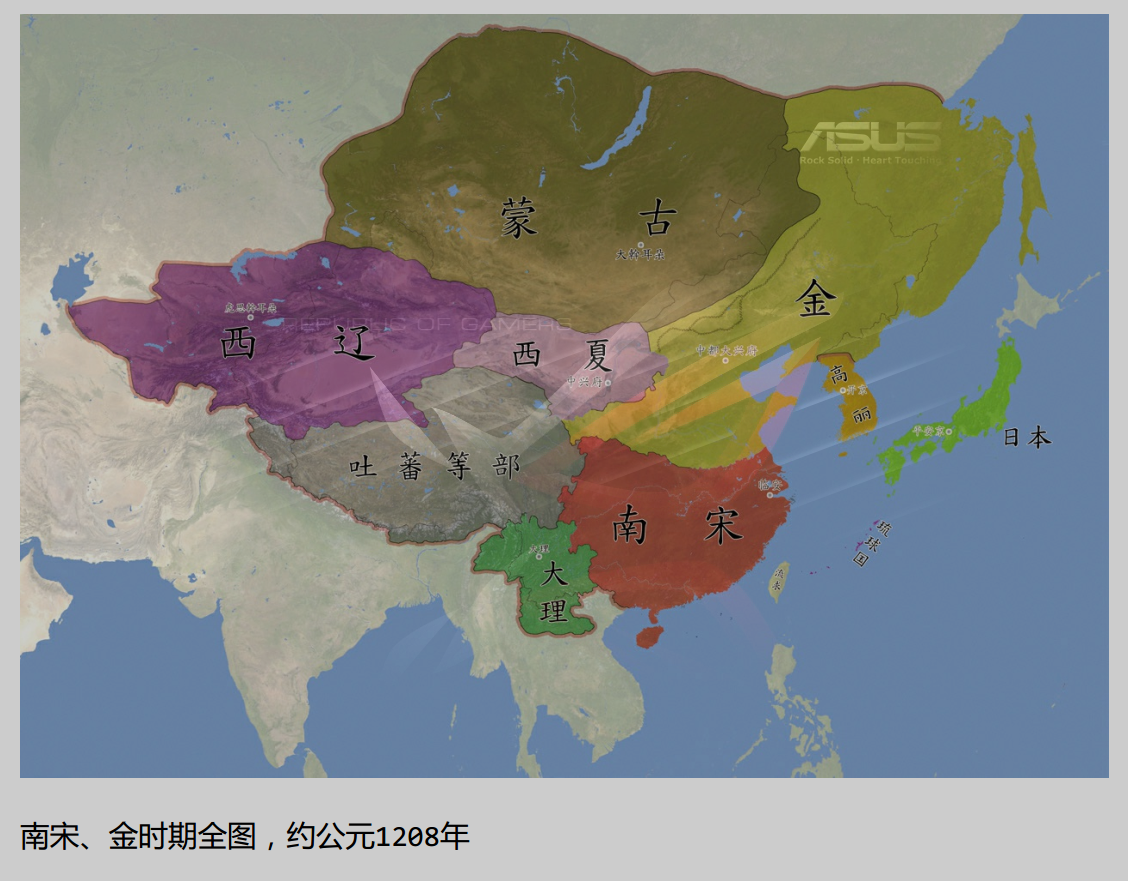 ASUS
Rock Solid · Heart Touching
蒙古
大斡耳朵
金
虎思斡耳朵
REPUBLIC OF GAMERS
西辽
西夏
中兴府
中都大兴府
高丽
开京
平安京
日本
吐蕃等部
南宋
临安
琉球国
大理
大理
流求
南宋、金时期全图，约公元1208年